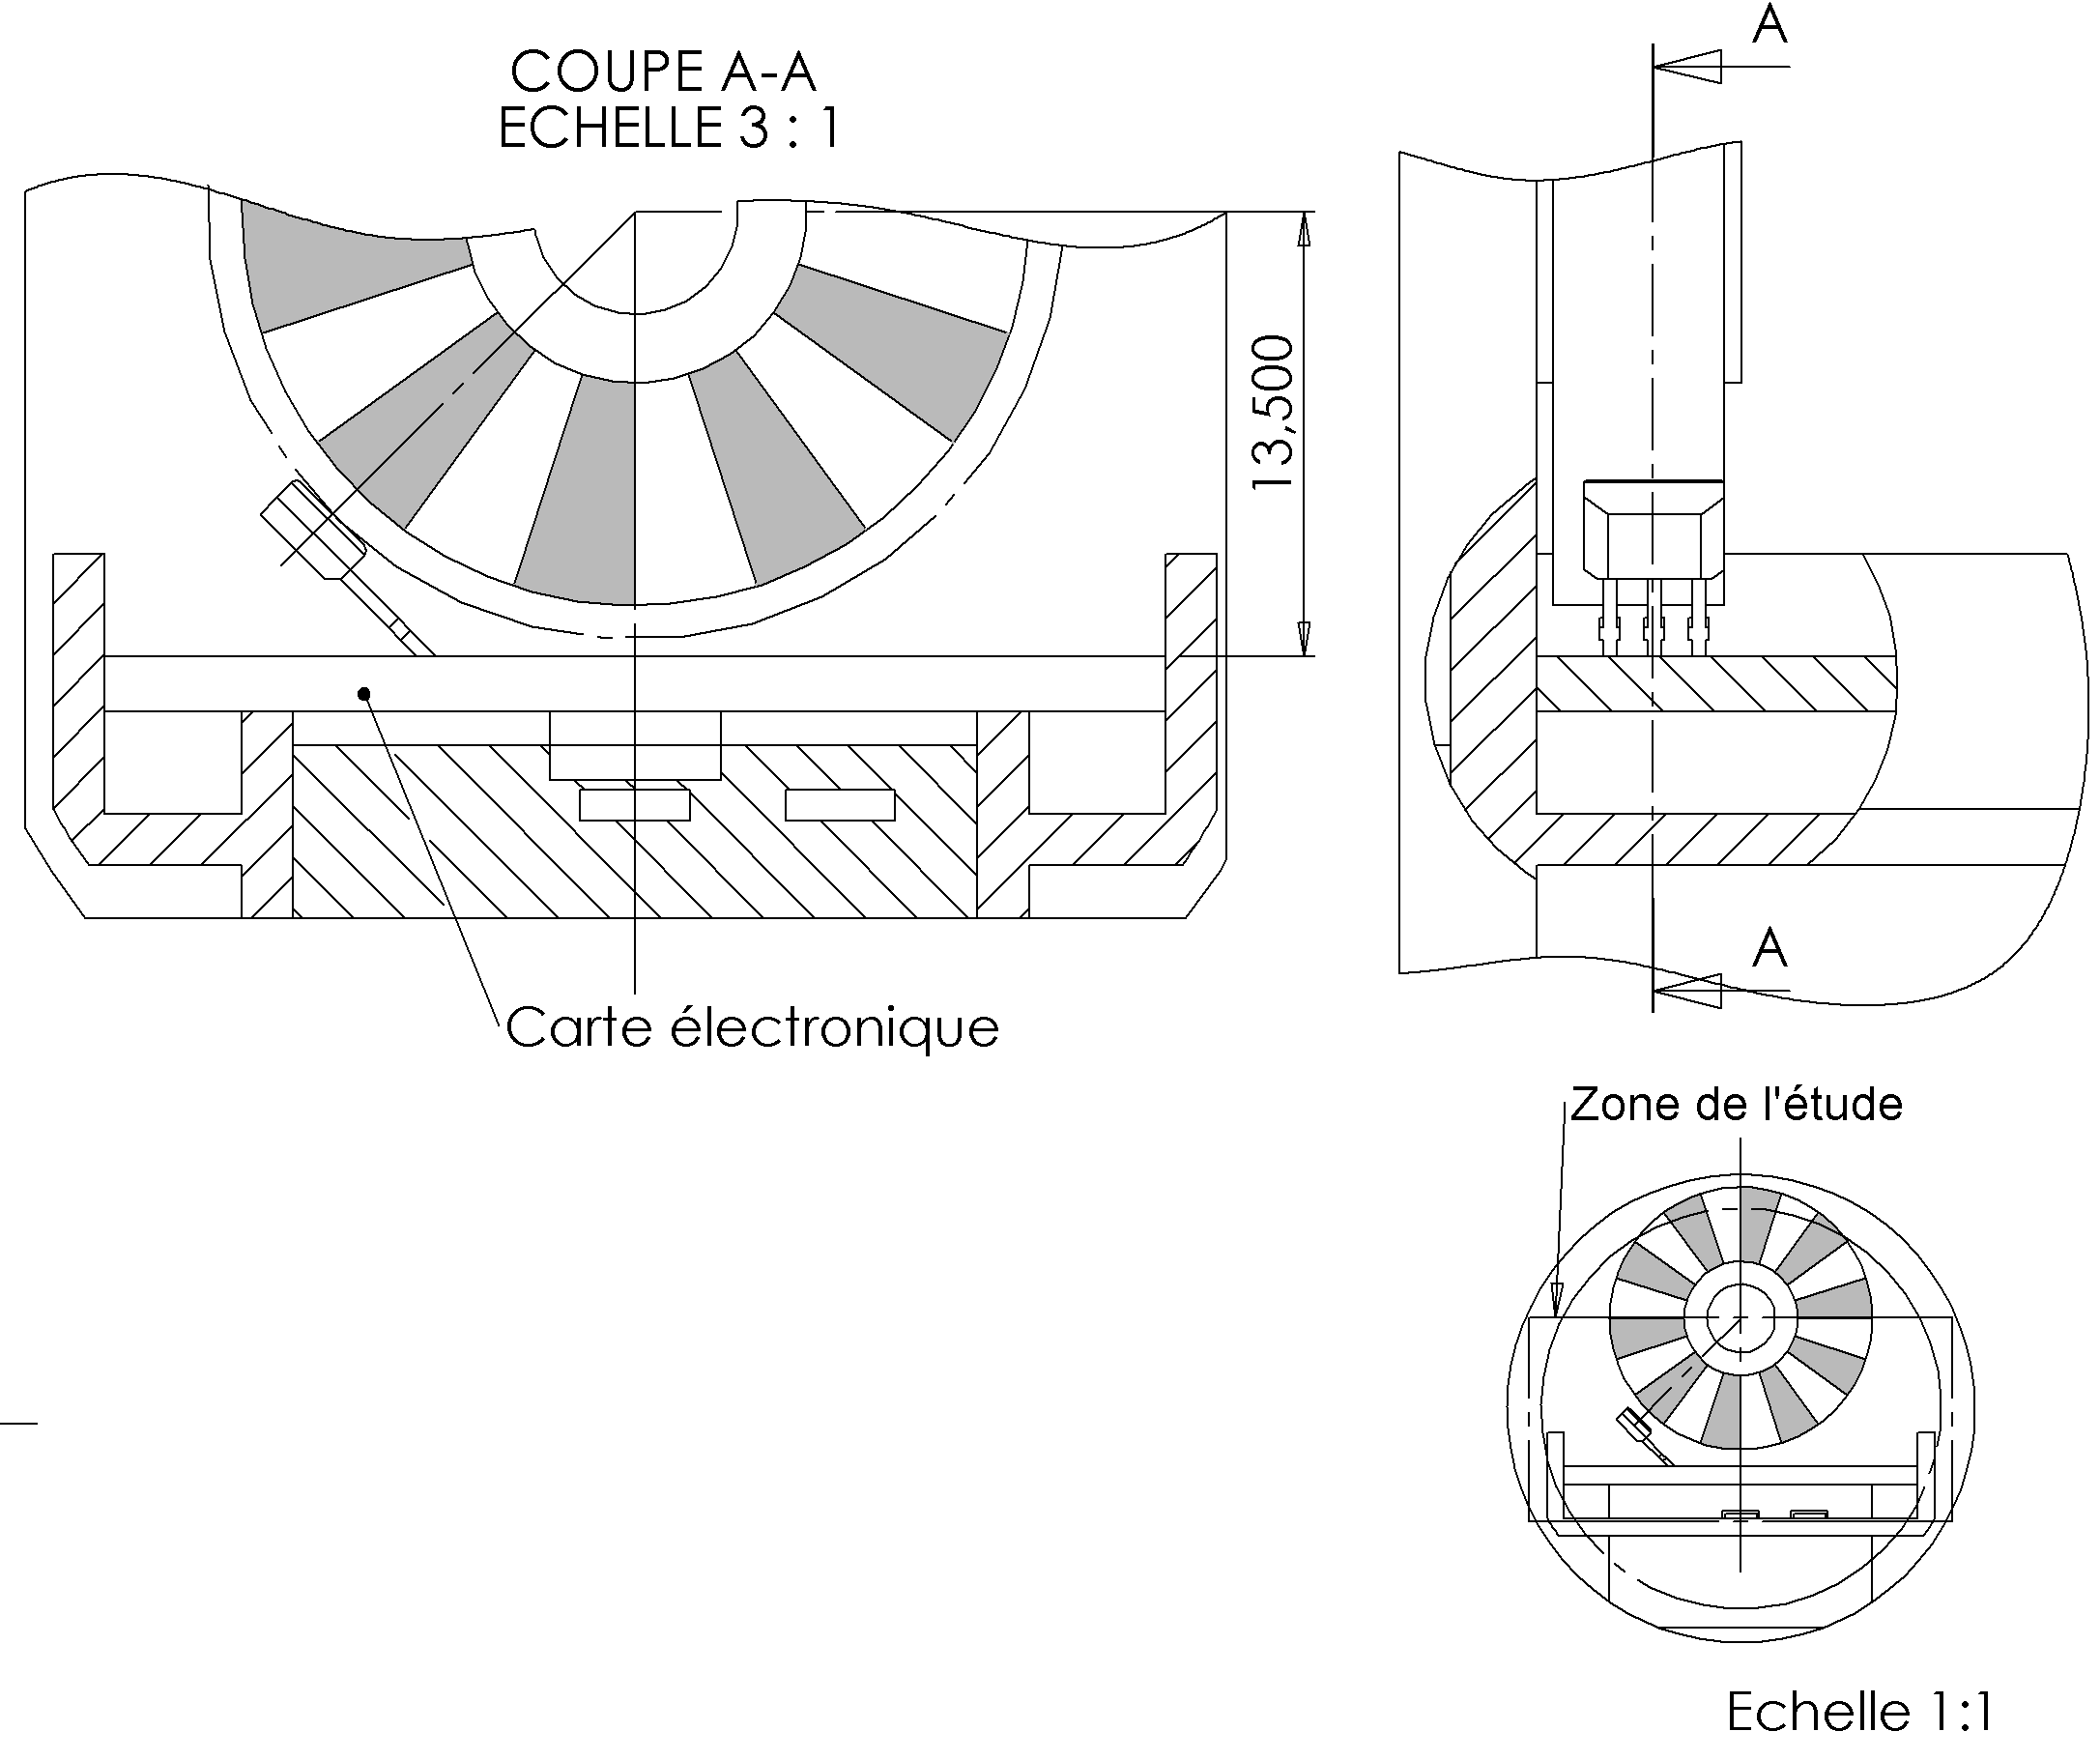 COUPE A-A
ECHELLE 3 : 1
A
13,500
A
Carte électronique
Zone de l'étude
Echelle 1:1